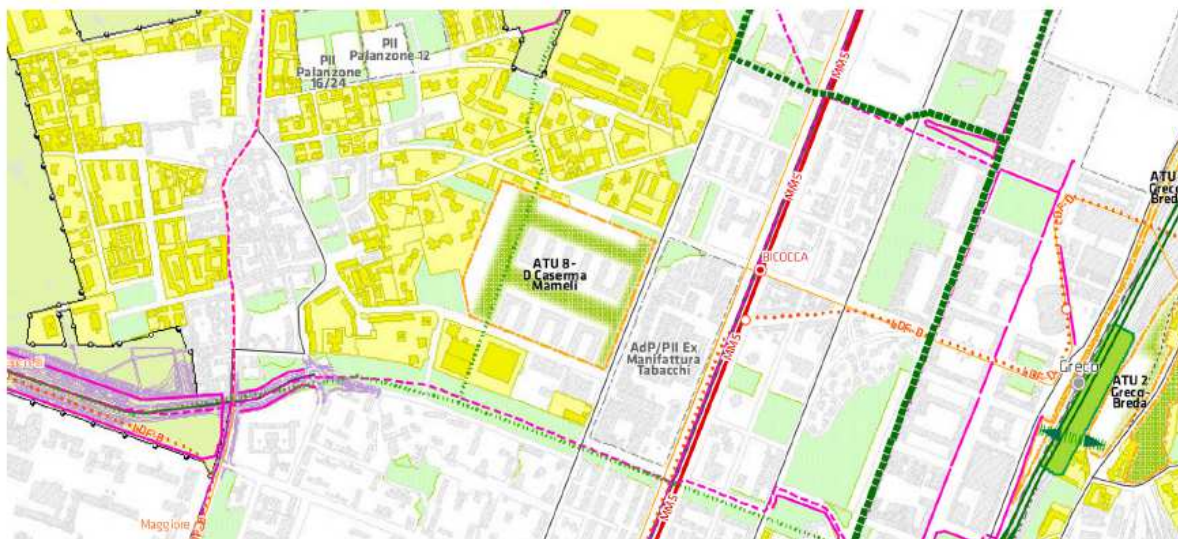 PII
Palanzone 12
PII
Palanzone
16/24
MM5
MM5
ATU
Greco
Breda
LDF-D
BICOCCA
ATU 8-
D Caserma
Mameli
LDF-D
AdP/PII Ex
Manifattura
Tabacchi
MM5
LDF-D
Greco
ATU 2
Greco-
Breda
LDF-B
Maggiore
MM5